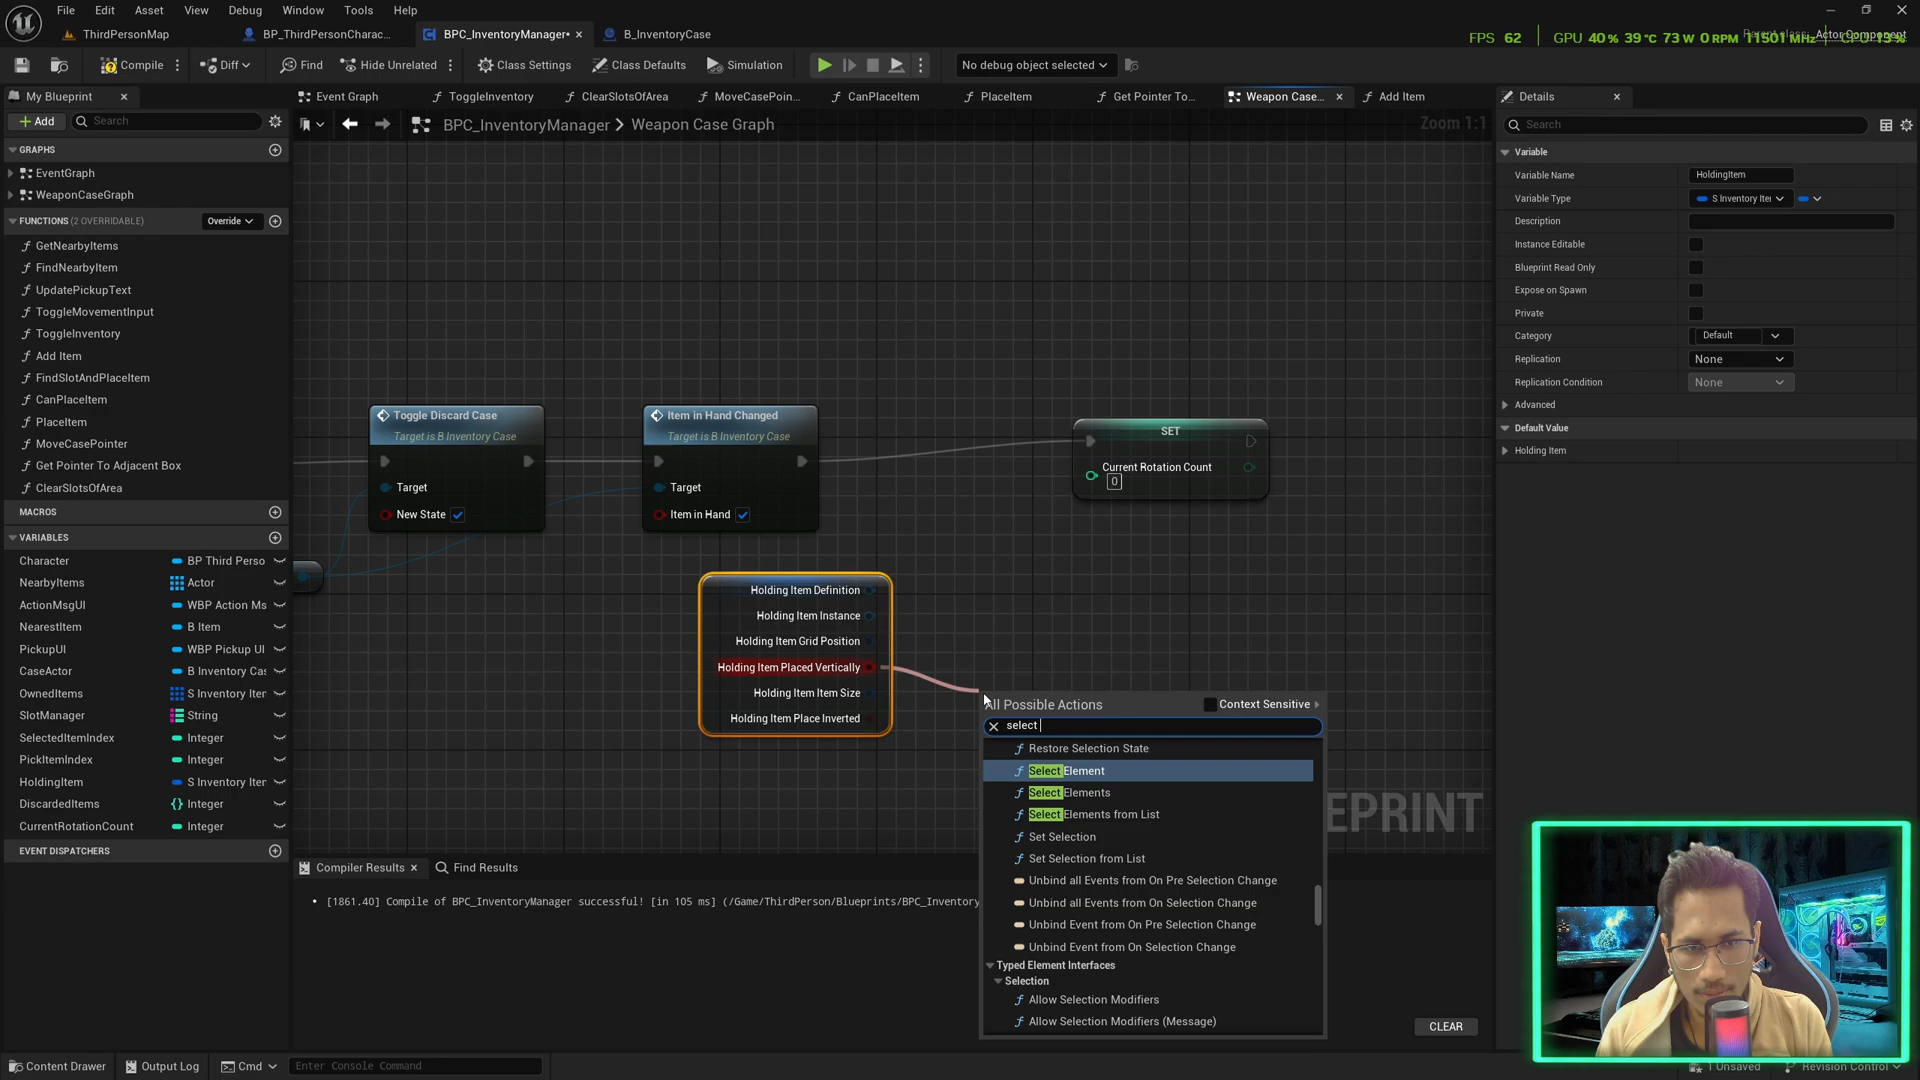 File Edit Asset View Debug Window Tools Help
ThirdPersonMap
BP_ThirdPersonCharac...
BPC_InventoryManager•
B_InventoryCase
FPS 62 GPU 40% 39°C 73 W 0 RPM 11501 MHz
Actor Component
Compile
Diff
Find
Hide Unrelated
Class Settings
Class Defaults
Simulation
No debug object selected
My Blueprint
Event Graph
ToggleInventory
ClearSlotsOfArea
MoveCasePoin...
CanPlaceItem
PlaceItem
Get Pointer To...
Weapon Case...
Add Item
Details
Add
Search
BPC_InventoryManager > Weapon Case Graph
Zoom 1:1
Search
GRAPHS
EventGraph
WeaponCaseGraph
FUNCTIONS (2 OVERRIDABLE)
Override
GetNearbyItems
FindNearbyItem
UpdatePickupText
ToggleMovementInput
ToggleInventory
Add Item
FindSlotAndPlaceItem
CanPlaceItem
PlaceItem
MoveCasePointer
Get Pointer To Adjacent Box
ClearSlotsOfArea
MACROS
VARIABLES
Character BP Third Perso
NearbyItems Actor
ActionMsgUI WBP Action Ms
NearestItem B Item
PickupUI WBP Pickup UI
CaseActor B Inventory Cas
OwnedItems S Inventory Iter
SlotManager String
SelectedItemIndex Integer
PickItemIndex Integer
HoldingItem S Inventory Iter
DiscardedItems Integer
CurrentRotationCount Integer
EVENT DISPATCHERS
Toggle Discard Case
Target is B Inventory Case
Target
New State
Item in Hand Changed
Target is B Inventory Case
Target
Item in Hand
SET
Current Rotation Count
0
Holding Item Definition
Holding Item Instance
Holding Item Grid Position
Holding Item Placed Vertically
Holding Item Item Size
Holding Item Place Inverted
All Possible Actions
Context Sensitive
select
Restore Selection State
Select Element
Select Elements
Select Elements from List
Set Selection
Set Selection from List
Unbind all Events from On Pre Selection Change
Unbind all Events from On Selection Change
Unbind Event from On Pre Selection Change
Unbind Event from On Selection Change
Typed Element Interfaces
Selection
Allow Selection Modifiers
Allow Selection Modifiers (Message)
EPRINT
Variable
Variable Name HoldingItem
Variable Type S Inventory Iter
Description
Instance Editable
Blueprint Read Only
Expose on Spawn
Private
Category Default
Replication None
Replication Condition None
Advanced
Default Value
Holding Item
Compiler Results
Find Results
[1861.40] Compile of BPC_InventoryManager successful! [in 105 ms] (/Game/ThirdPerson/Blueprints/BPC_Inventory
CLEAR
Content Drawer
Output Log
Cmd
Enter Console Command
1 Unsaved
Revision Control